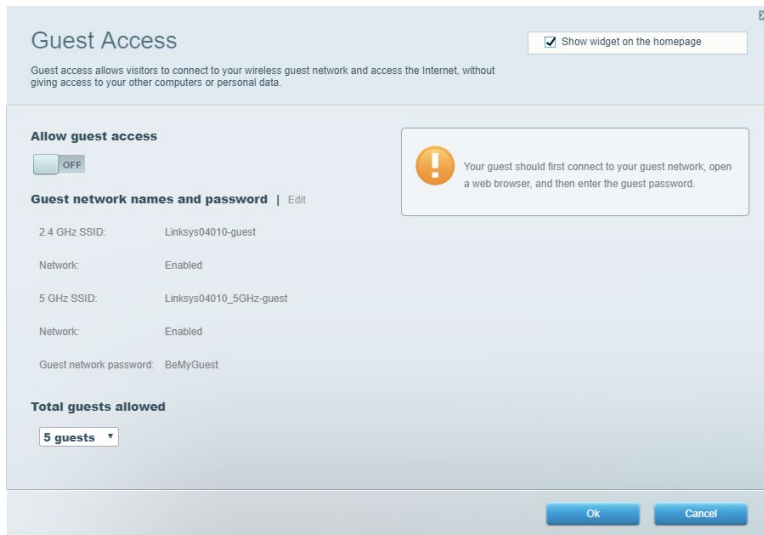 Guest Access
Show widget on the homepage
Guest access allows visitors to connect to your wireless guest network and access the Internet, without
giving access to your other computers or personal data.
Allow guest access
OFF
Your guest should first connect to your guest network, open
a web browser, and then enter the guest password.
Guest network names and password | Edit
2.4 GHz SSID: Linksys04010-guest
Network: Enabled
5 GHz SSID: Linksys04010_5GHz-guest
Network: Enabled
Guest network password: BeMyGuest
Total guests allowed
5 guests
Ok
Cancel